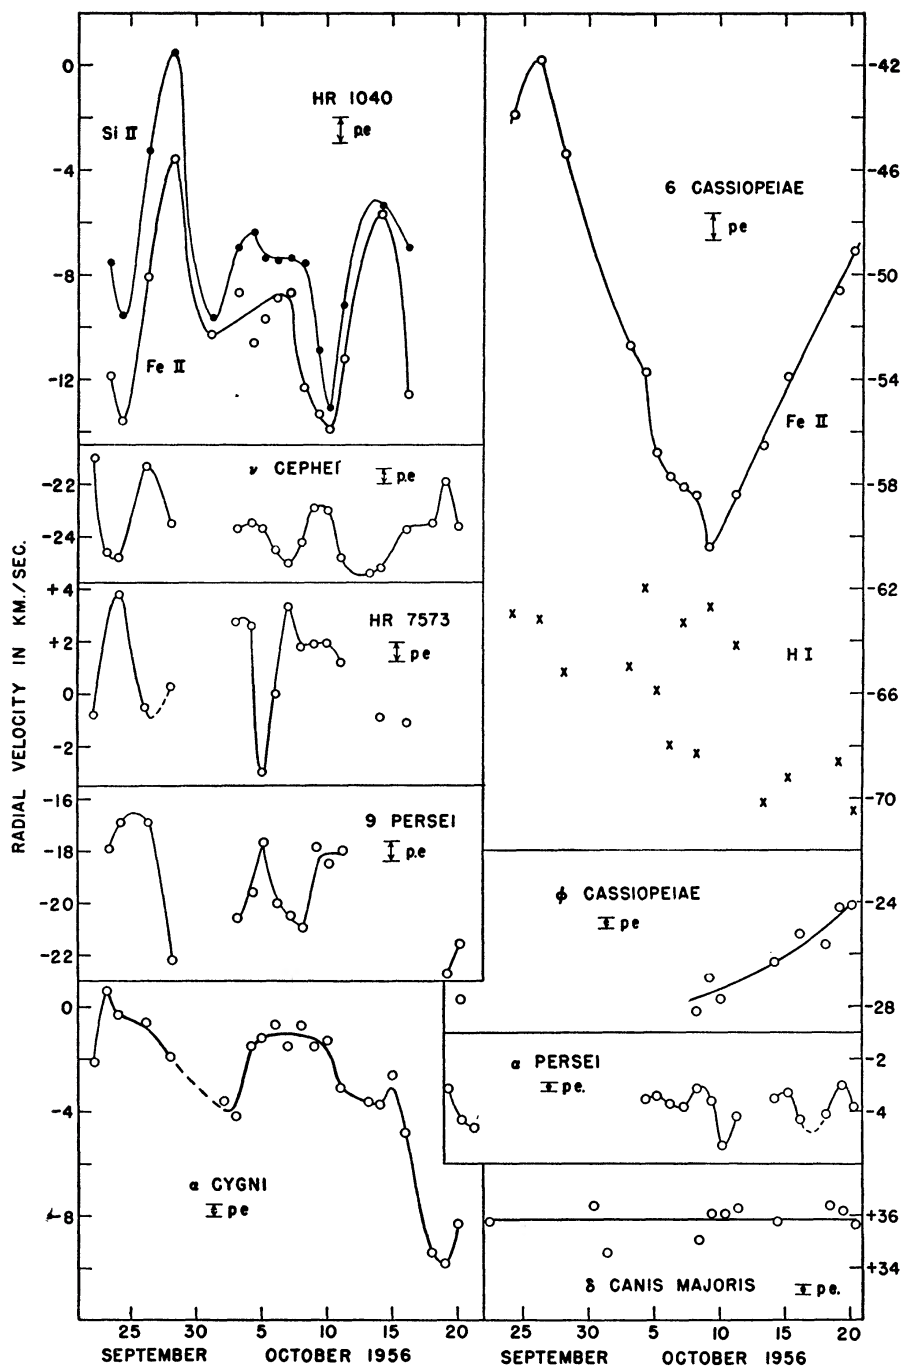 RADIAL VELOCITY IN KM./SEC.
0
-4
-8
-12
HR 1040
p.e
Si II
Fe II
-22
-24
ν CEPHEI
p.e
+4
+2
0
-2
HR 7573
p e
-16
-18
-20
-22
9 PERSEI
p.e
0
-4
-8
α CYGNI
p e
25
30
5
10
15
20
SEPTEMBER
OCTOBER 1956
-42
-46
-50
-54
-58
-62
-66
-70
6 CASSIOPEIAE
p e
Fe II
H I
ϕ CASSIOPEIAE
p e
-24
-28
α PERSEI
p e.
-2
-4
+36
+34
δ CANIS MAJORIS
p e.
25
30
5
10
15
20
SEPTEMBER
OCTOBER 1956